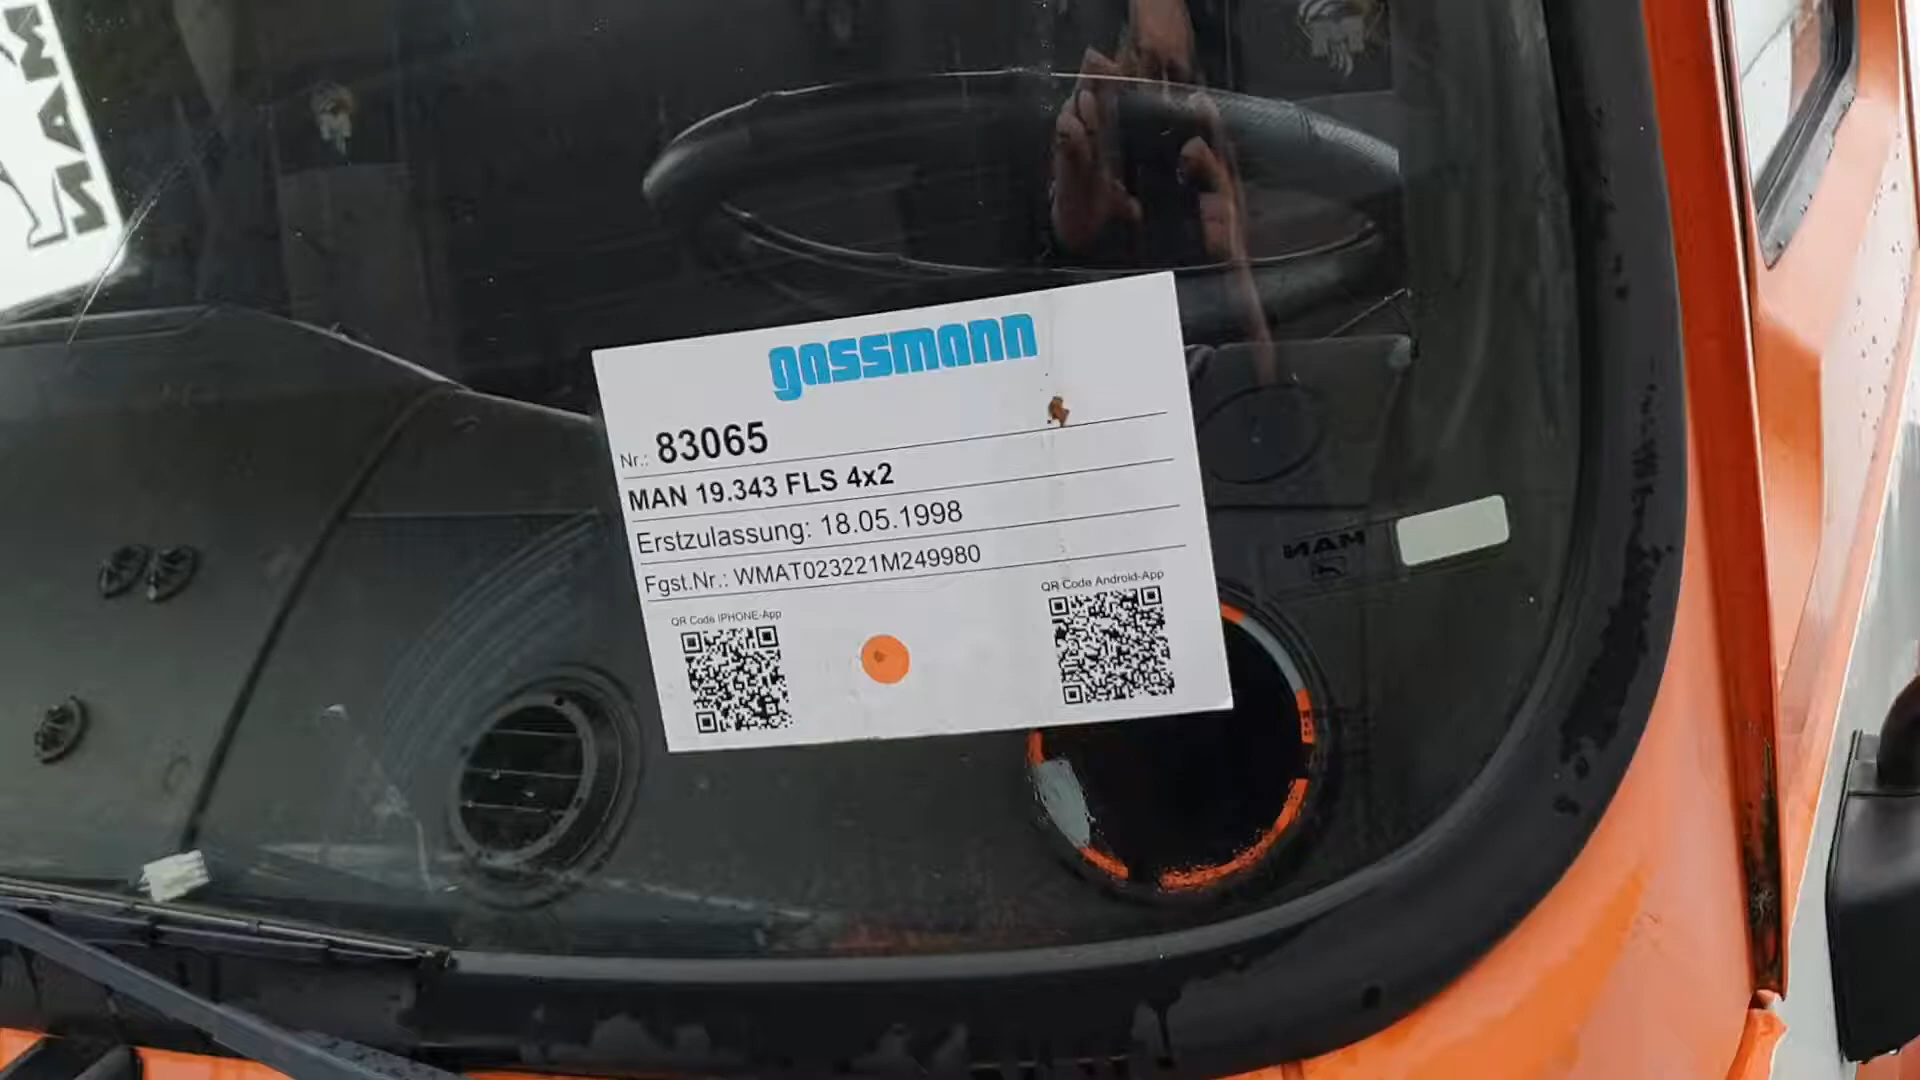 MAN
gassmann
Nr.: 83065
MAN 19.343 FLS 4x2
Erstzulassung: 18.05.1998
Fgst.Nr.: WMAT023221M249980
QR Code IPHONE-App
QR Code Android-App
MAN